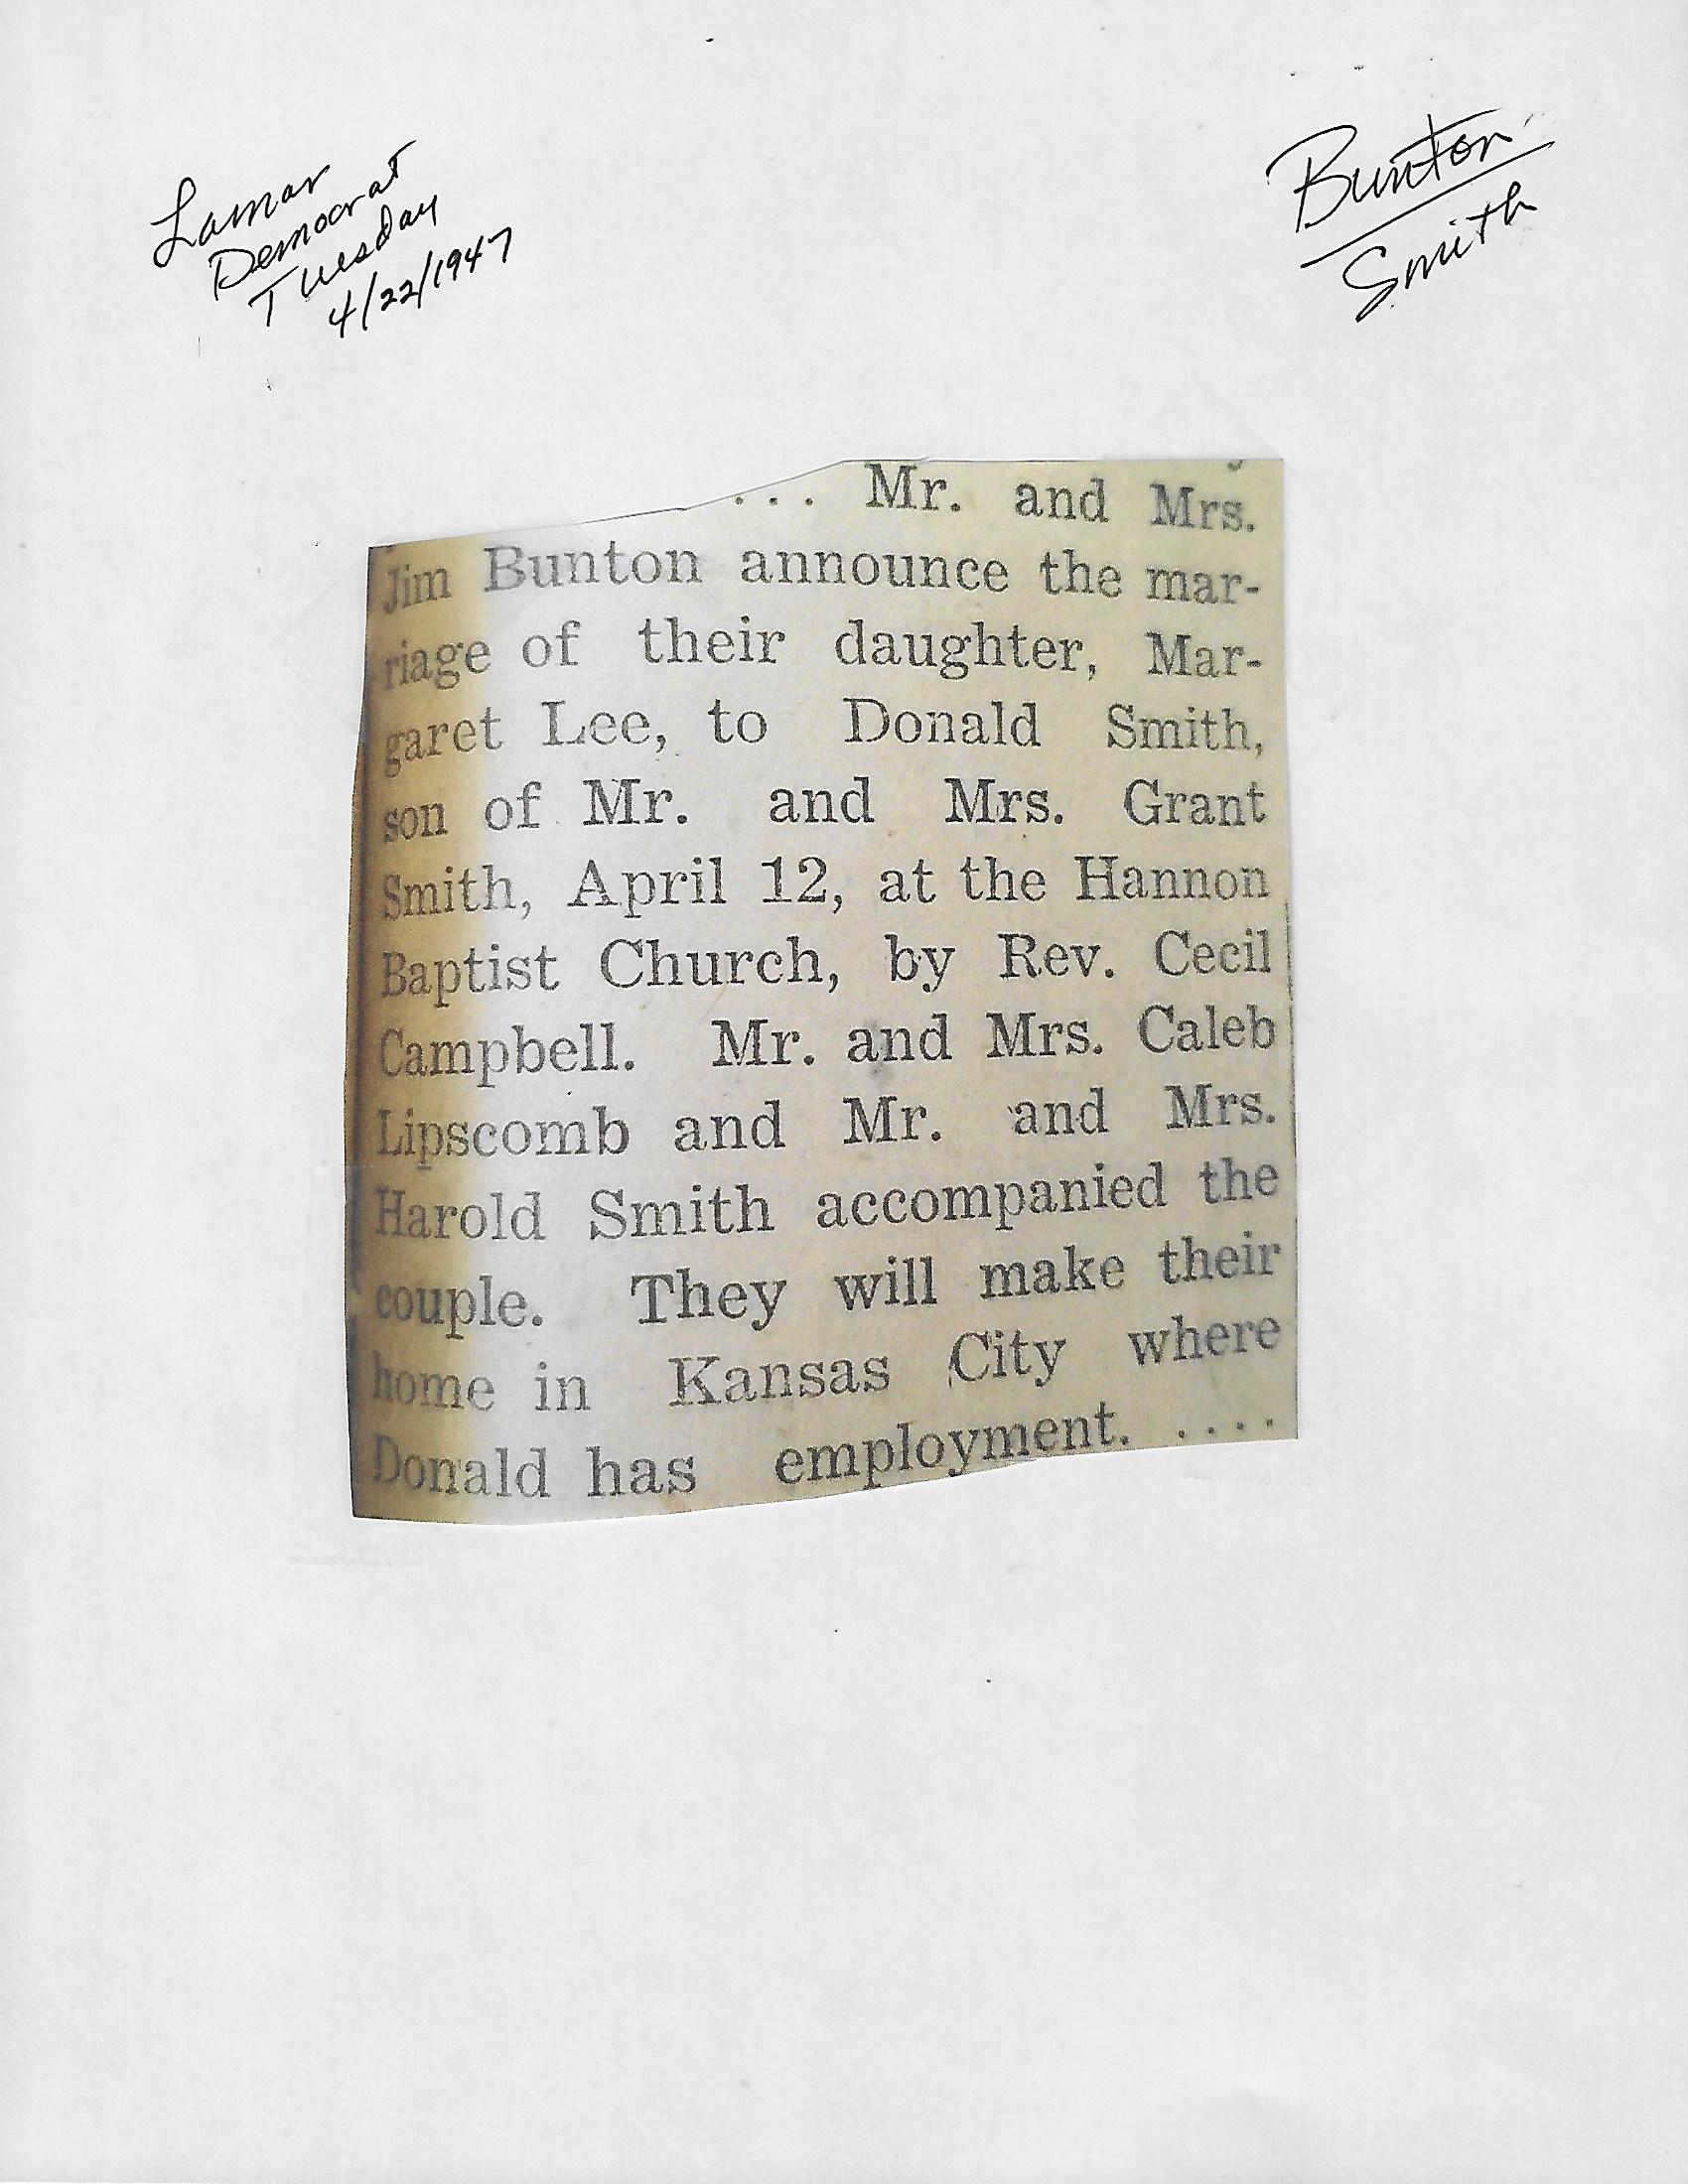 Lamar
Democrat
Tuesday
4/22/1947
Bunton
Smith
... Mr. and Mrs.
Jim Bunton announce the mar-
riage of their daughter, Mar-
garet Lee, to Donald Smith,
son of Mr. and Mrs. Grant
Smith, April 12, at the Hannon
Baptist Church, by Rev. Cecil
Campbell. Mr. and Mrs. Caleb
Lipscomb and Mr. and Mrs.
Harold Smith accompanied the
couple. They will make their
home in Kansas City where
Donald has employment. ....